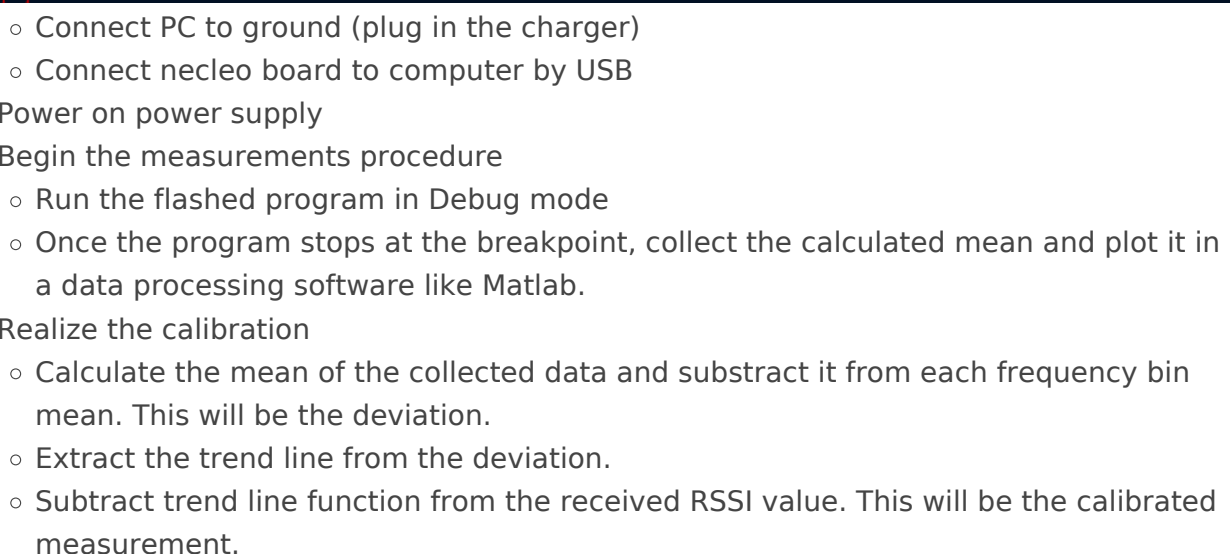 Connect PC to ground (plug in the charger)
Connect necleo board to computer by USB
Power on power supply
Begin the measurements procedure
Run the flashed program in Debug mode
Once the program stops at the breakpoint, collect the calculated mean and plot it in
a data processing software like Matlab.
Realize the calibration
Calculate the mean of the collected data and substract it from each frequency bin
mean. This will be the deviation.
Extract the trend line from the deviation.
Subtract trend line function from the received RSSI value. This will be the calibrated
measurement.